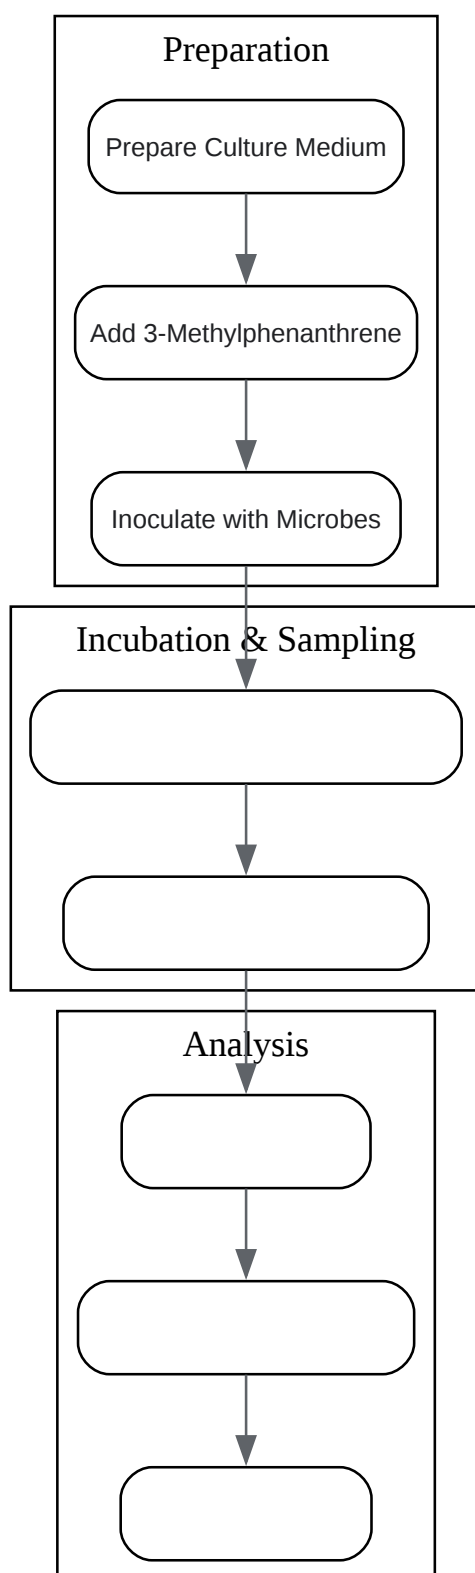 Preparation
Prepare Culture Medium
Add 3-Methylphenanthrene
Inoculate with Microbes
Incubation & Sampling
Analysis